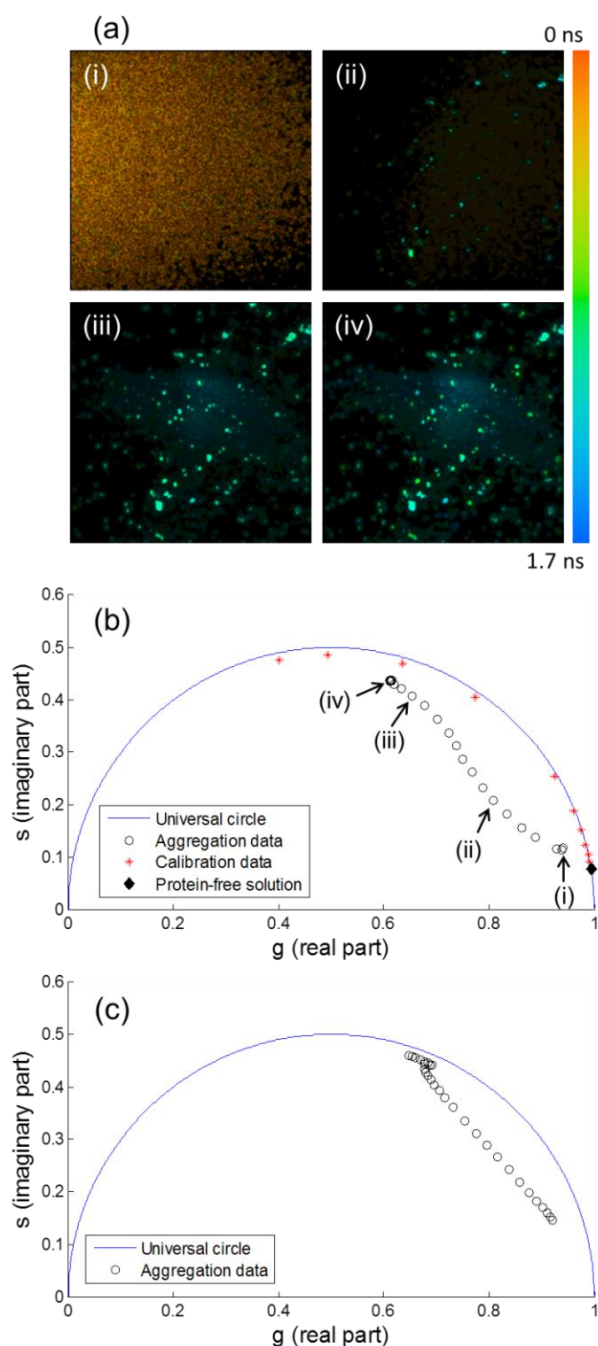 (a)
0 ns
(i)
(ii)
(iii)
(iv)
1.7 ns
(b)
0.6
0.5
0.4
0.3
0.2
0.1
0
s (imaginary part)
(iv)
(iii)
(ii)
(i)
Universal circle
Aggregation data
Calibration data
Protein-free solution
0 0.2 0.4 0.6 0.8 1
g (real part)
(c)
0.6
0.5
0.4
0.3
0.2
0.1
0
s (imaginary part)
Universal circle
Aggregation data
0 0.2 0.4 0.6 0.8 1
g (real part)